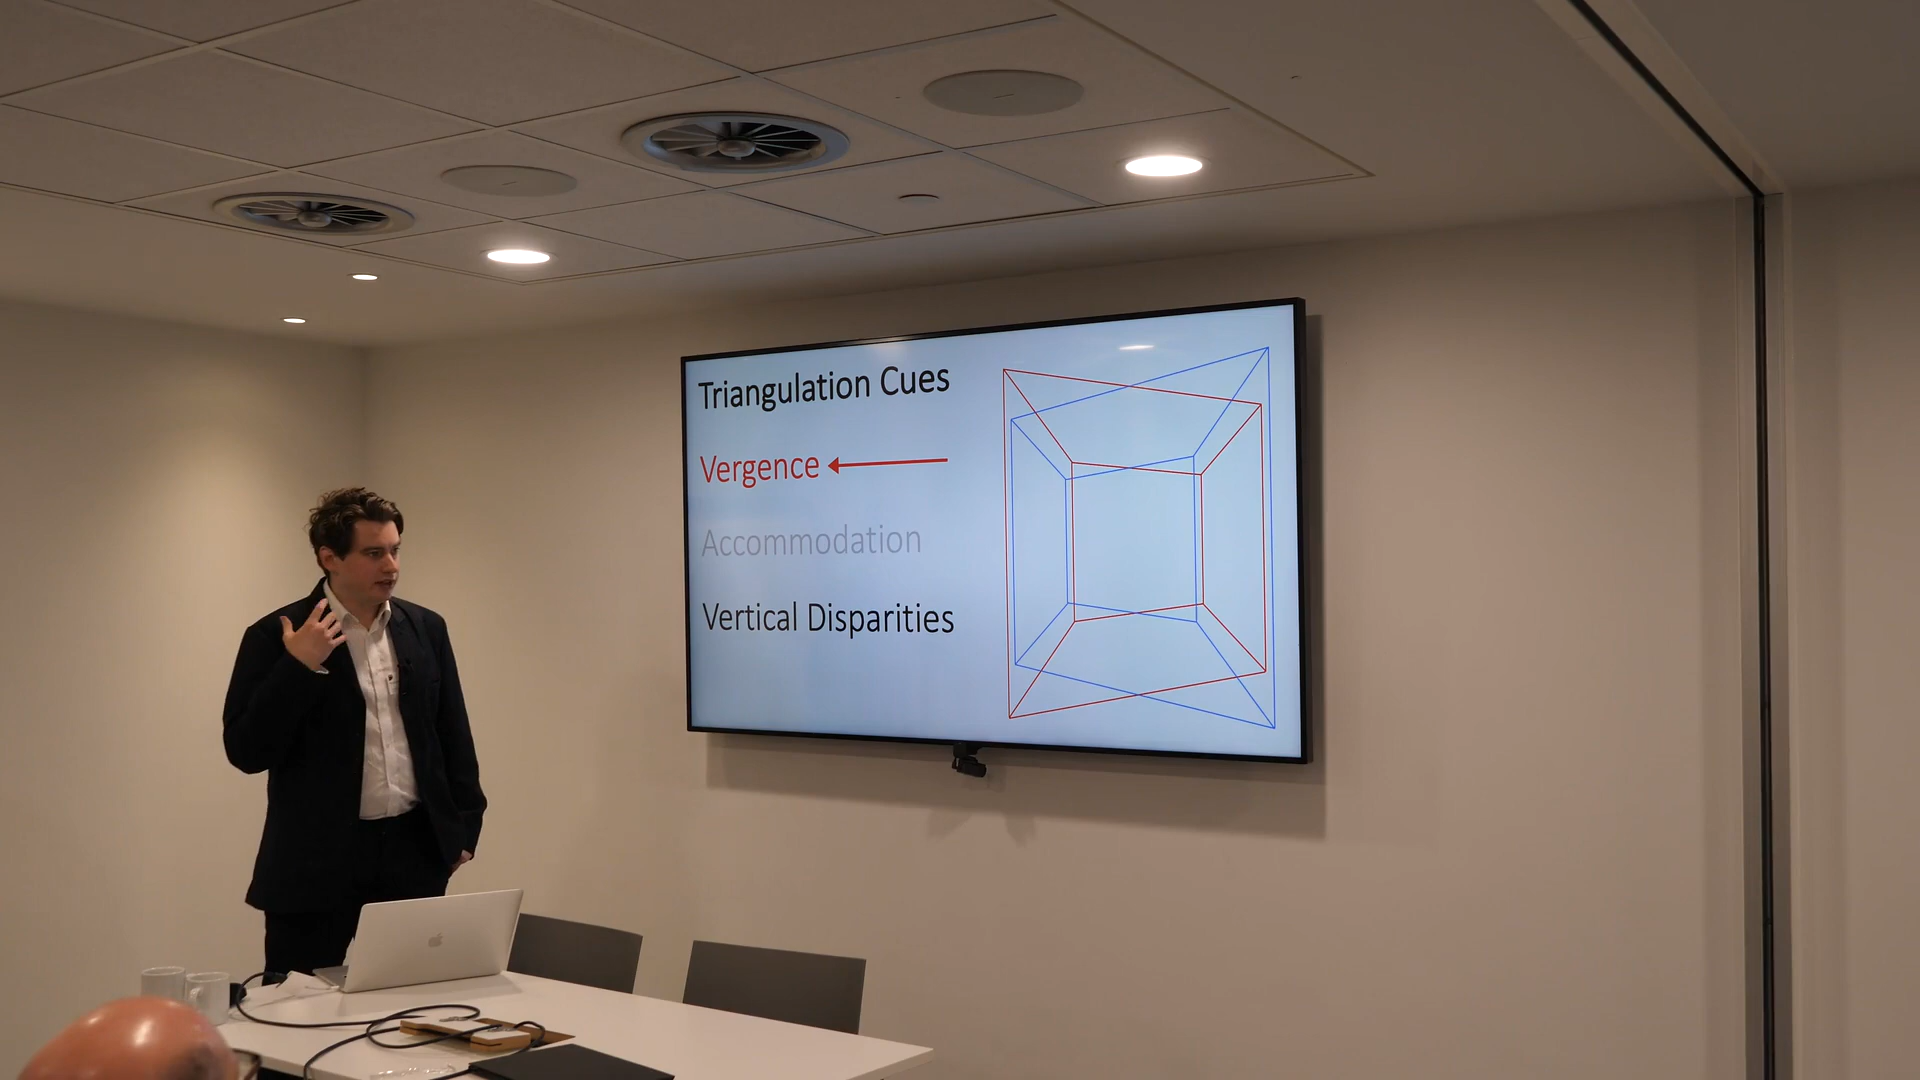 Triangulation Cues
Vergence
Accommodation
Vertical Disparities